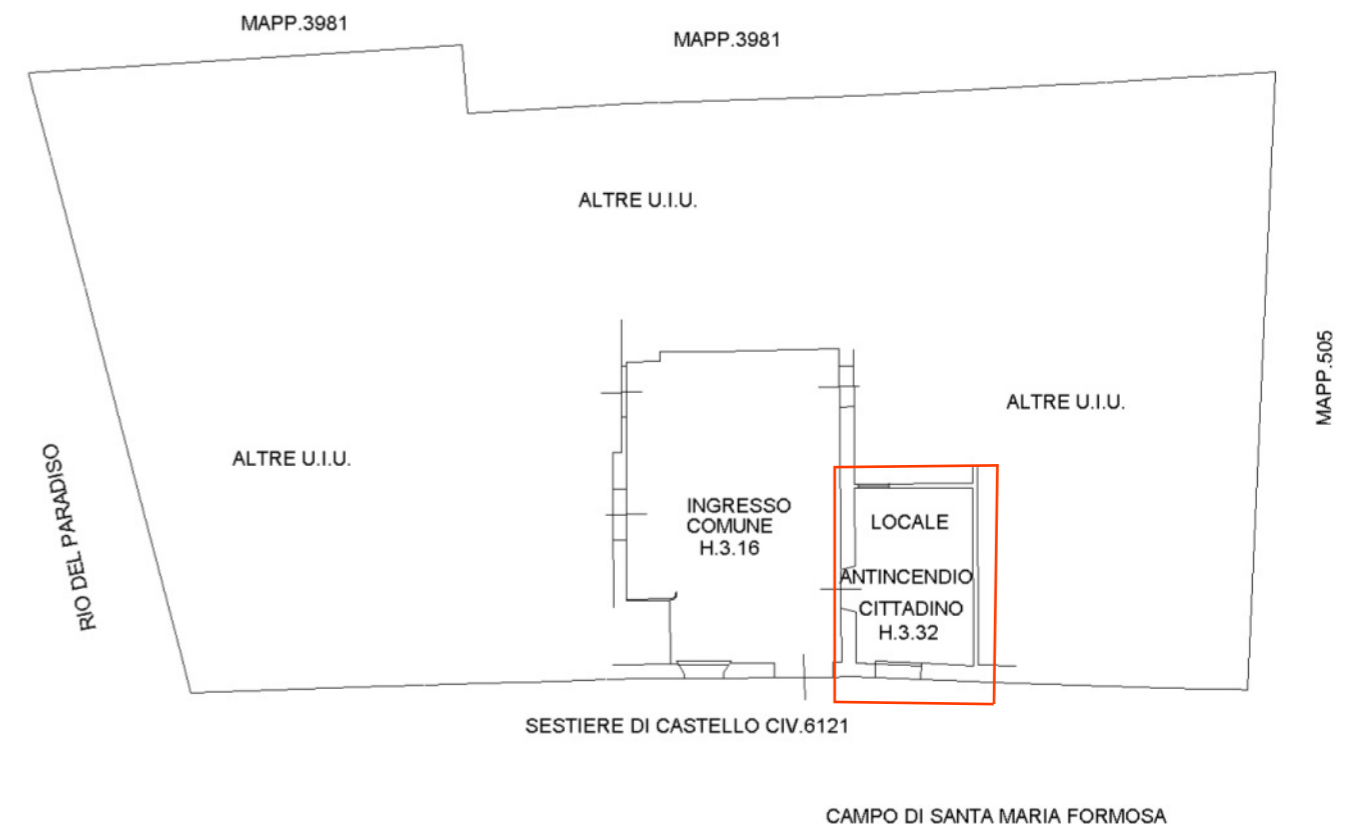 MAPP.3981
MAPP.3981
ALTRE U.I.U.
MAPP.505
ALTRE U.I.U.
RIO DEL PARADISO
ALTRE U.I.U.
INGRESSO
COMUNE
H.3.16
LOCALE
ANTINCENDIO
CITTADINO
H.3.32
SESTIERE DI CASTELLO CIV.6121
CAMPO DI SANTA MARIA FORMOSA